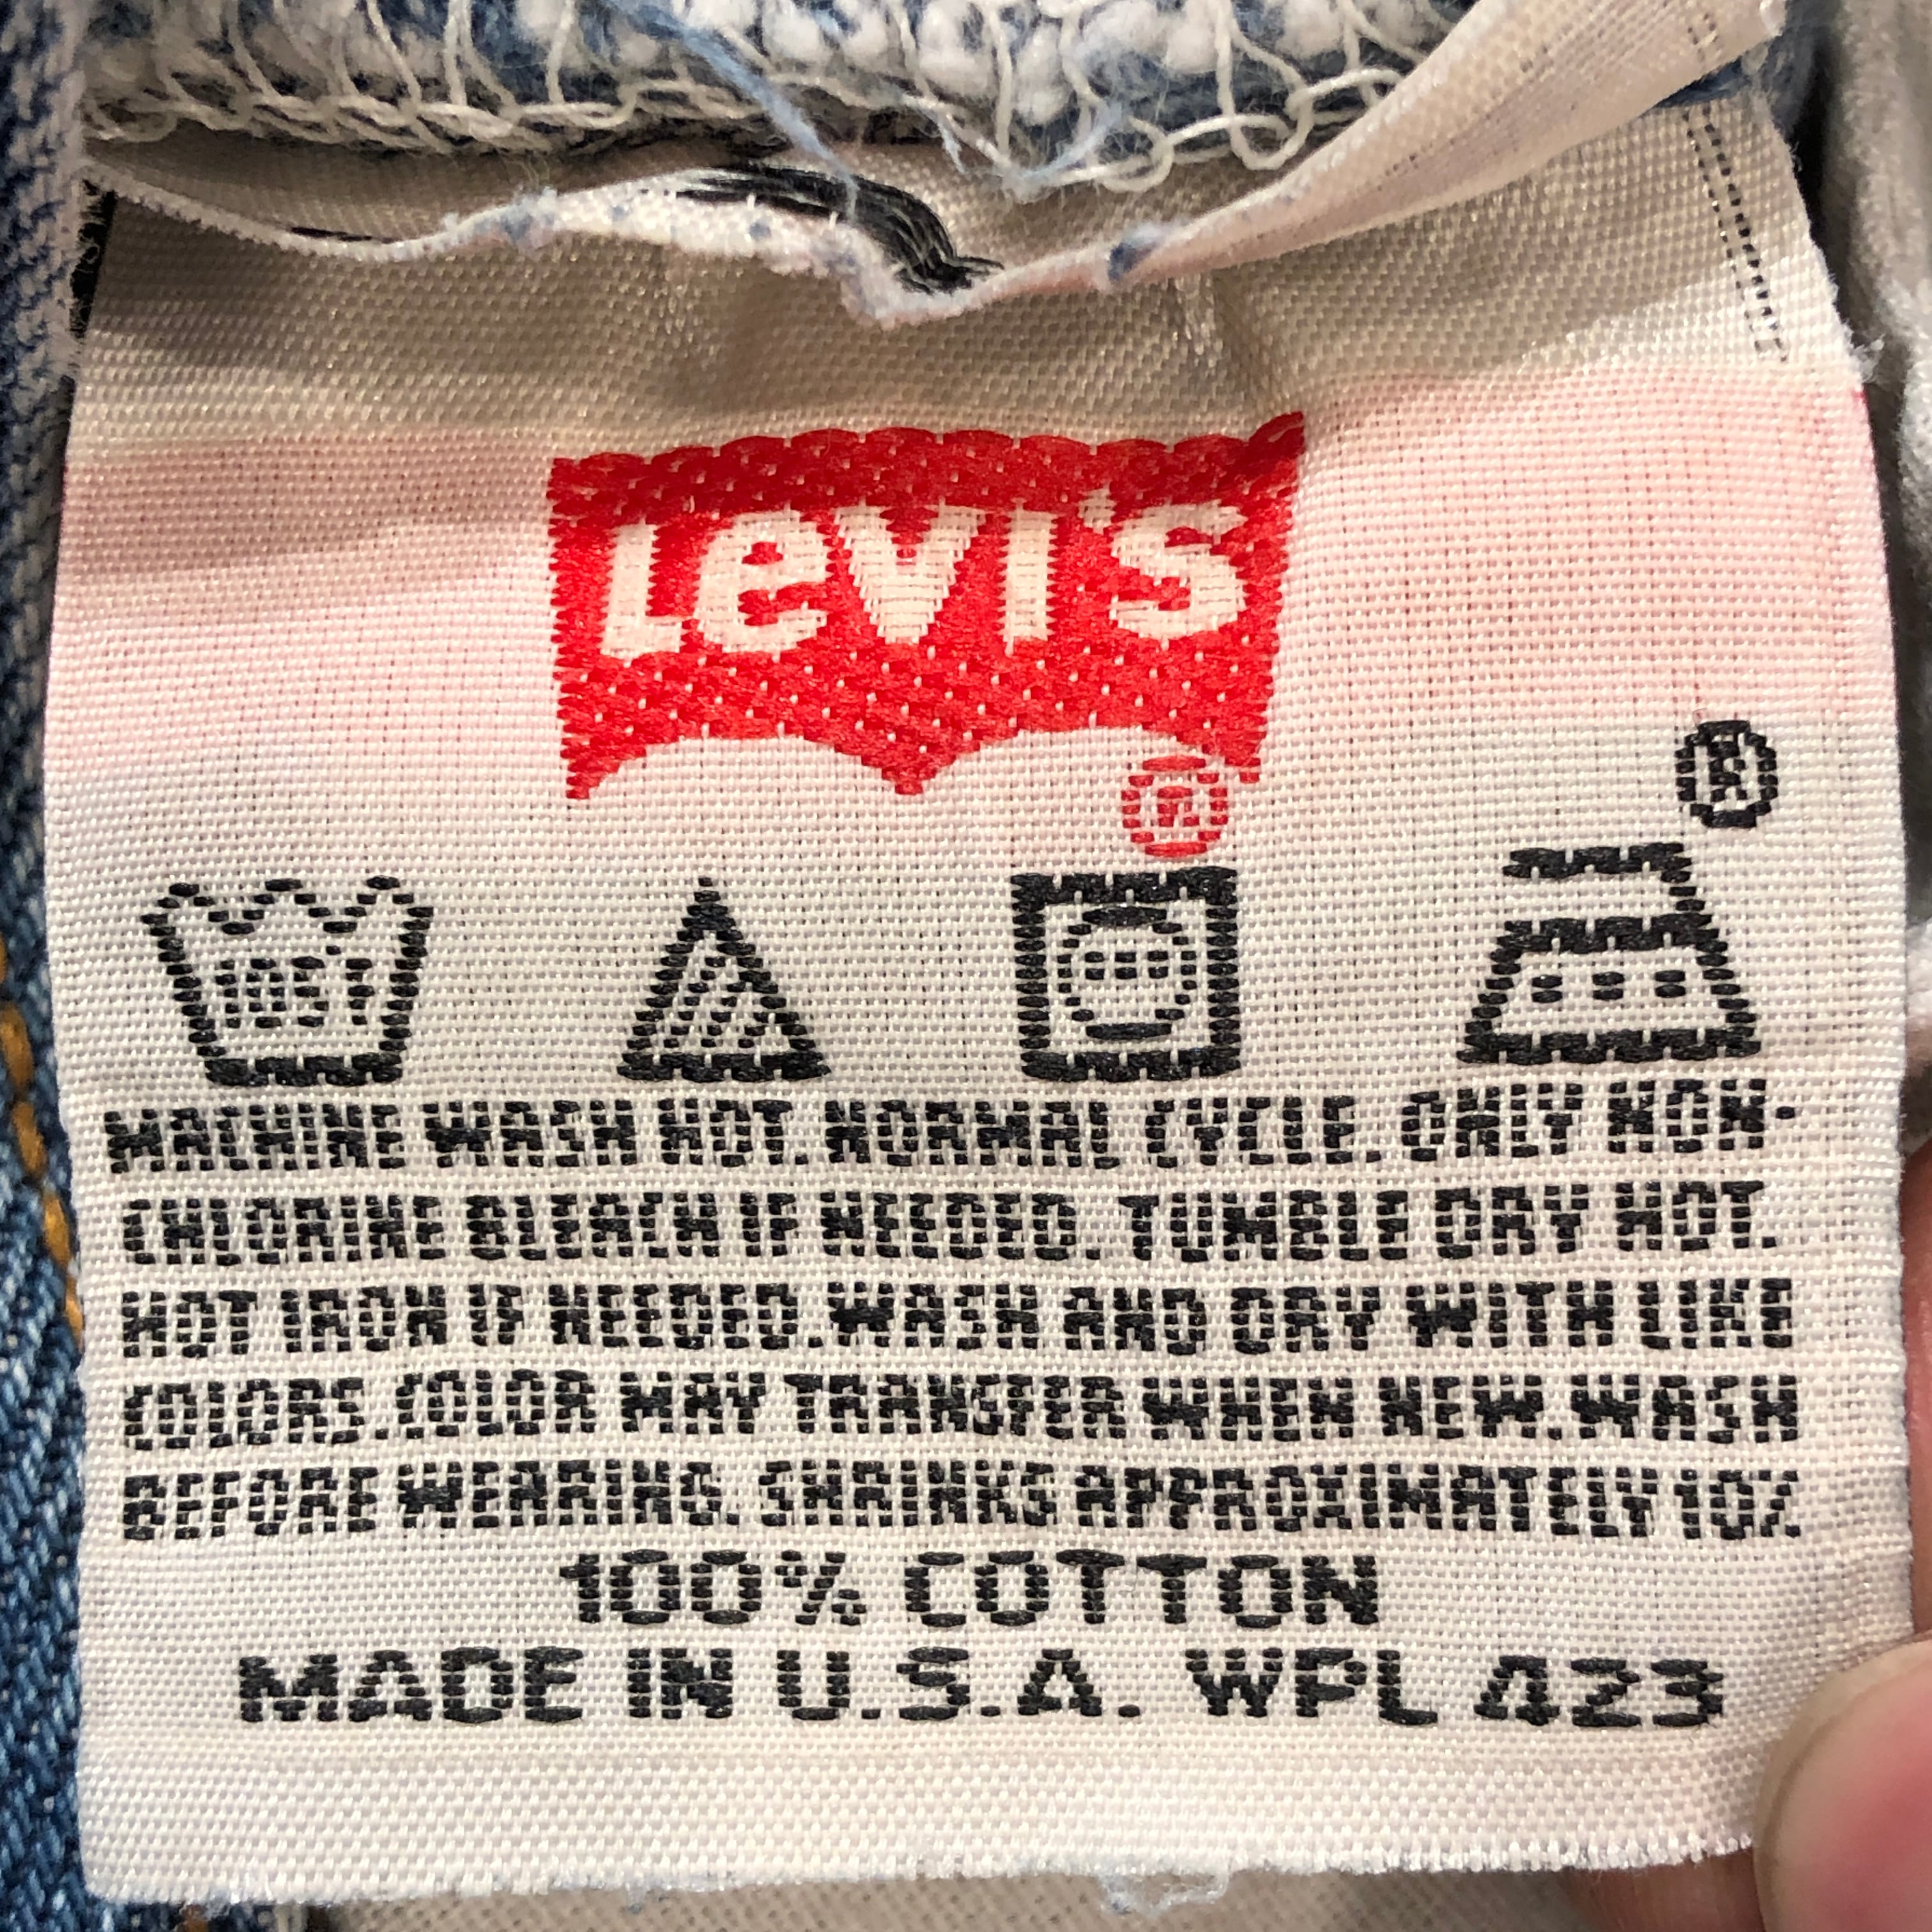 LEVI'S
®
®
105°F
MACHINE WASH HOT. NORMAL CYCLE. ONLY NON-
CHLORINE BLEACH IF NEEDED. TUMBLE DRY HOT.
HOT IRON IF NEEDED. WASH AND DRY WITH LIKE
COLORS. COLOR MAY TRANSFER WHEN NEW. WASH
BEFORE WEARING. SHRINKS APPROXIMATELY 10%
100% COTTON
MADE IN U.S.A. WPL 423